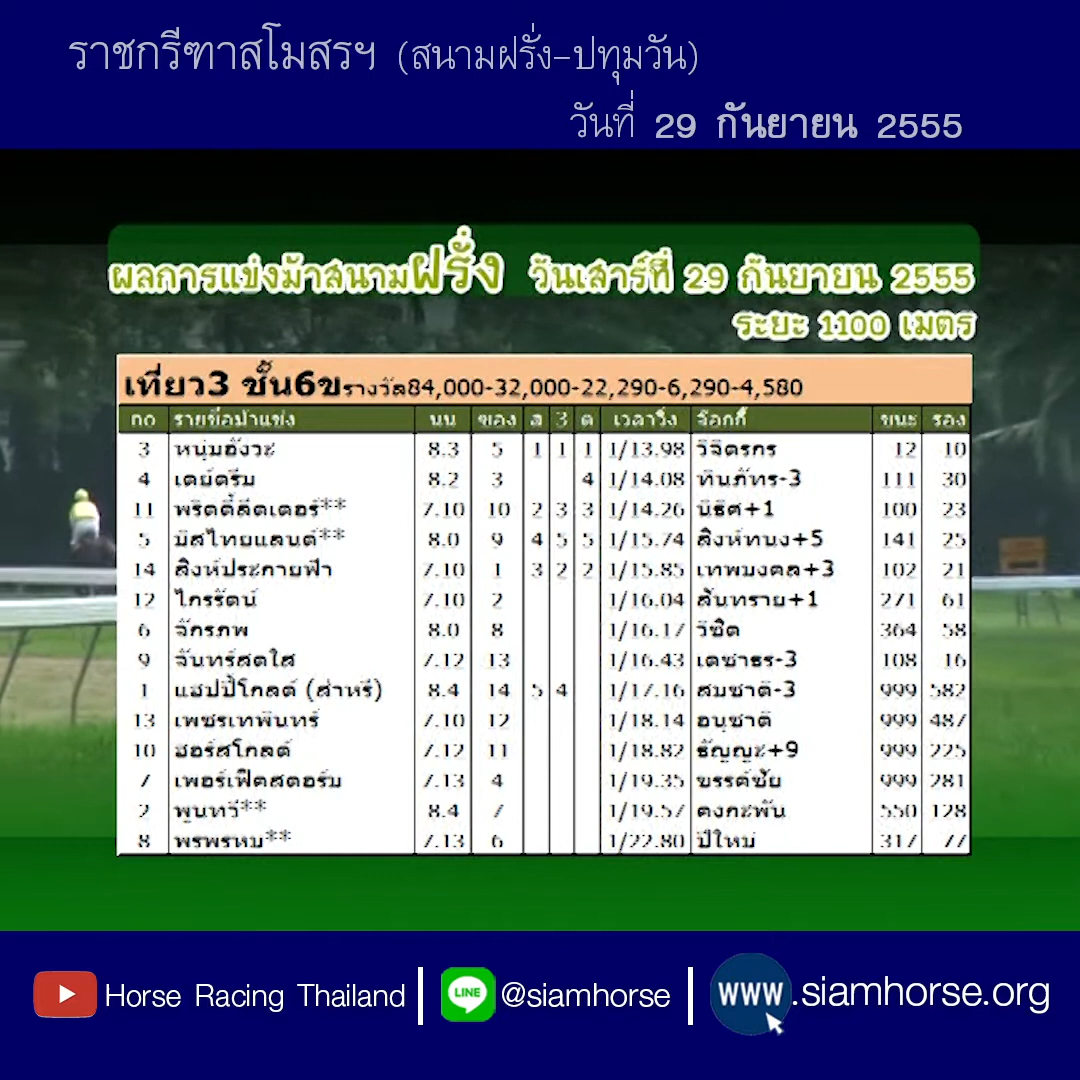 ราชกรีฑาสโมสรฯ (สนามฝรั่ง-ปทุมวัน)
วันที่ 29 กันยายน 2555
ผลการแข่งม้าสนามฝรั่ง วันเสาร์ที่ 29 กันยายน 2555
ระยะ 1100 เมตร
เที่ยว3 ชั้น6ข รางวัล84,000-32,000-22,290-6,290-4,580
no รายชื่อม้าแข่ง นน ซอง ส 3 ด เวลาวิ่ง จ๊อกกี้ ชนะ รอง
3 หนุ่มฮังวะ 8.3 5 1 1 1 1/13.98 วิจิตรกร 12 10
4 เดย์ดรีม 8.2 3 4 1/14.08 ทินภัทร-3 111 30
11 พริตตี้ลีดเดอร์** 7.10 10 2 3 3 1/14.26 นิธิศ+1 100 23
5 มิสไทยแลนด์** 8.0 9 4 5 5 1/15.74 สิงห์ทบง+5 141 25
14 สิงห์ประกายฟ้า 7.10 1 3 2 2 1/15.85 เทพมงคล+3 102 21
12 ไกรรัตน์ 7.10 2 1/16.04 สันทราย+1 271 61
6 จักรภพ 8.0 8 1/16.17 วิชิต 364 58
9 จันทร์สดใส 7.12 13 1/16.43 เดชาธร-3 108 16
1 แฮปปี้โกลด์ (ส่าหรี) 8.4 14 5 4 1/17.16 สมชาติ-3 999 582
13 เพชรเทพินทร์ 7.10 12 1/18.14 อนุชาติ 999 487
10 ฮอร์สโกลด์ 7.12 11 1/18.82 ธัญญะ+9 999 225
7 เพอร์เฟ็คสตอร์ม 7.13 4 1/19.35 ขรรค์ชัย 999 281
2 พูนทวี** 8.4 7 1/19.57 คงกะพัน 550 128
8 พรพรหม** 7.13 6 1/22.80 ปีใหม่ 317 77
Horse Racing Thailand | LINE @siamhorse | www.siamhorse.org